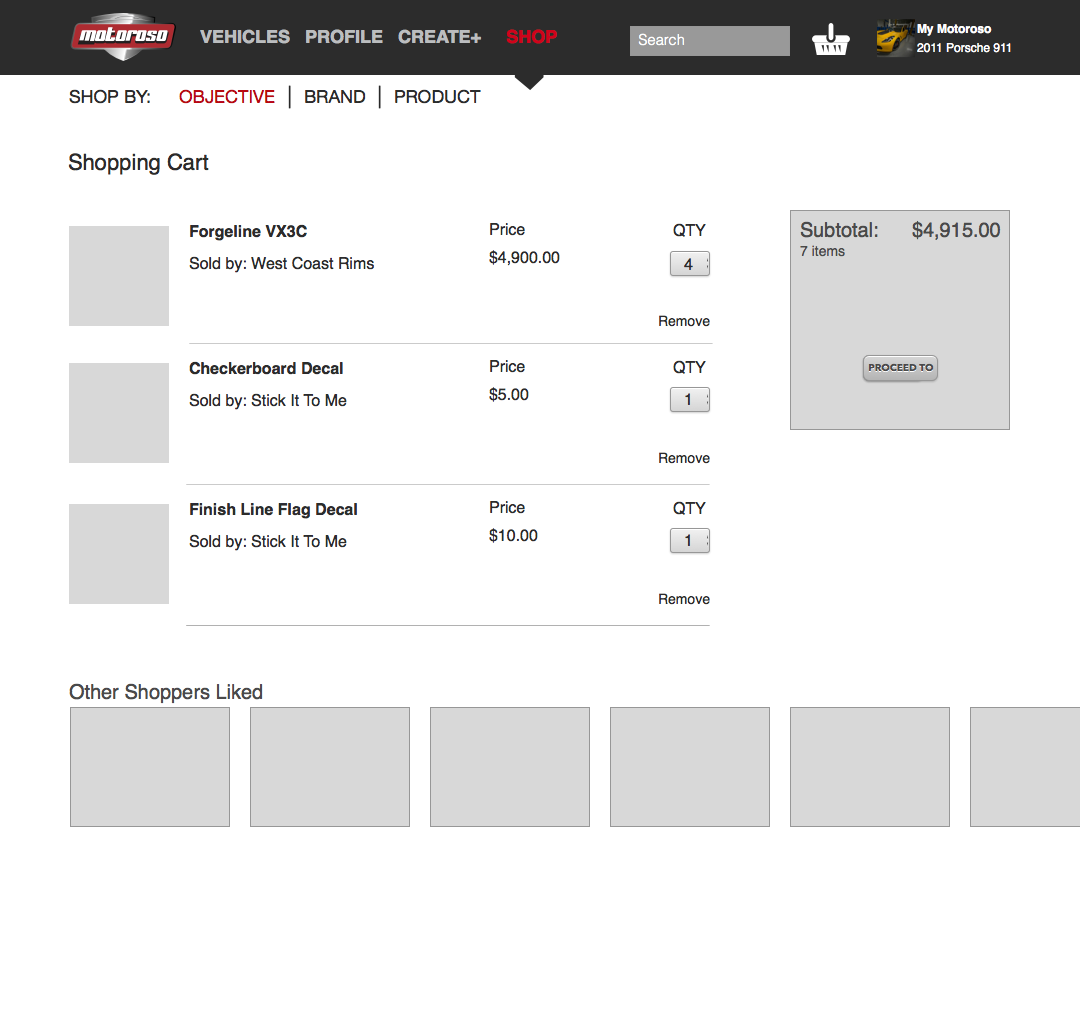 motoroso VEHICLES PROFILE CREATE+ SHOP Search My Motoroso
2011 Porsche 911
SHOP BY: OBJECTIVE | BRAND | PRODUCT
Shopping Cart
Forgeline VX3C Price QTY
Sold by: West Coast Rims $4,900.00 4
Remove
Subtotal: $4,915.00
7 items
PROCEED TO
Checkerboard Decal Price QTY
Sold by: Stick It To Me $5.00 1
Remove
Finish Line Flag Decal Price QTY
Sold by: Stick It To Me $10.00 1
Remove
Other Shoppers Liked